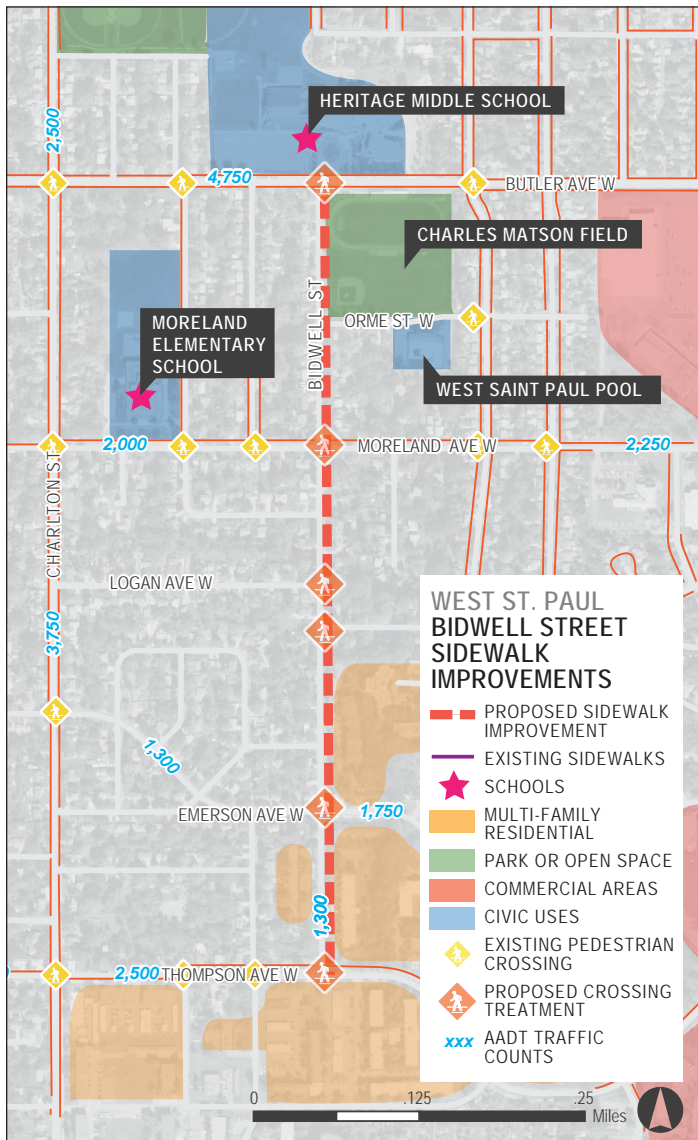 HERITAGE MIDDLE SCHOOL
2,500
4,750
BUTLER AVE W
CHARLES MATSON FIELD
BIDWELL ST
ORME ST W
MORELAND
ELEMENTARY
SCHOOL
WEST SAINT PAUL POOL
2,000
MORELAND AVE W
2,250
CHARLTON ST
LOGAN AVE W
3,750
1,300
EMERSON AVE W
1,750
1,300
2,500
THOMPSON AVE W
WEST ST. PAUL
BIDWELL STREET
SIDEWALK
IMPROVEMENTS
PROPOSED SIDEWALK
IMPROVEMENT
EXISTING SIDEWALKS
SCHOOLS
MULTI-FAMILY
RESIDENTIAL
PARK OR OPEN SPACE
COMMERCIAL AREAS
CIVIC USES
EXISTING PEDESTRIAN
CROSSING
PROPOSED CROSSING
TREATMENT
xxx AADT TRAFFIC
COUNTS
0 .125 .25
Miles